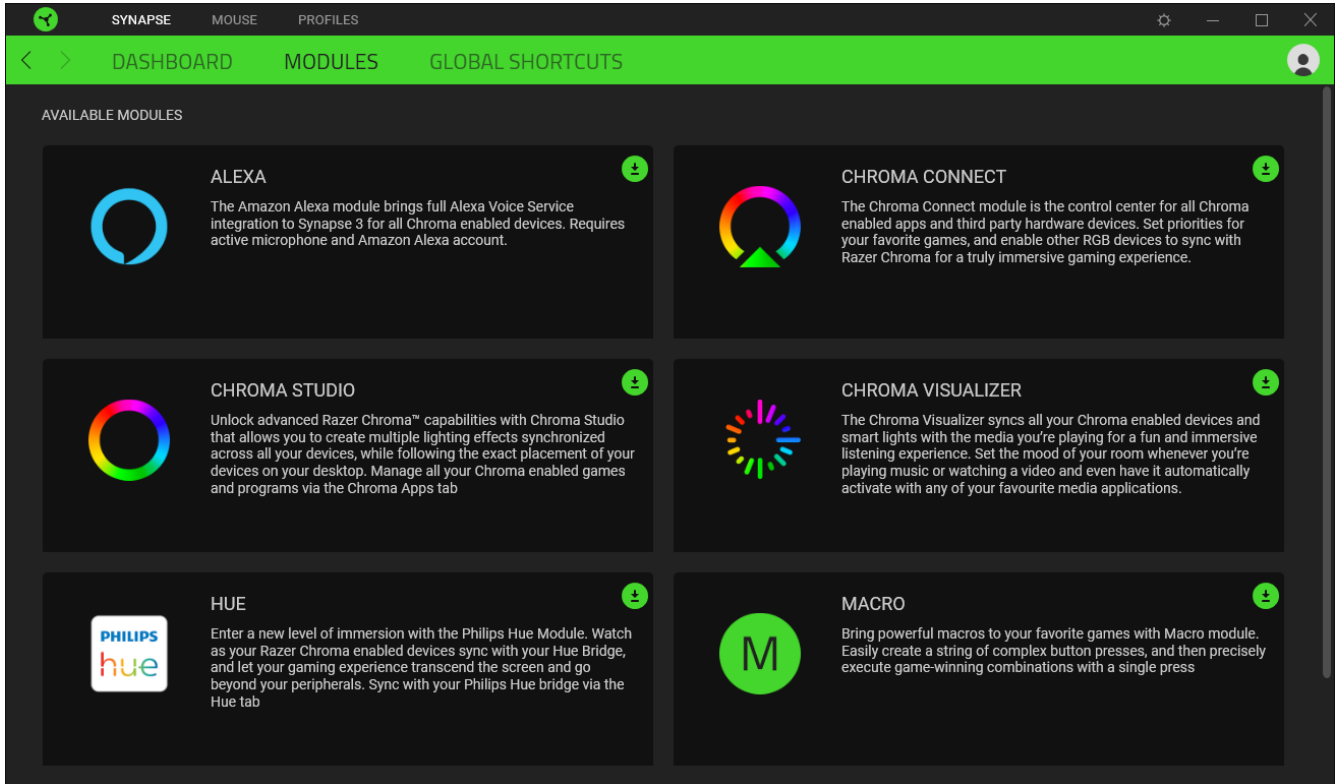 SYNAPSE MOUSE PROFILES
DASHBOARD MODULES GLOBAL SHORTCUTS
AVAILABLE MODULES
ALEXA
The Amazon Alexa module brings full Alexa Voice Service
integration to Synapse 3 for all Chroma enabled devices. Requires
active microphone and Amazon Alexa account.
CHROMA CONNECT
The Chroma Connect module is the control center for all Chroma
enabled apps and third party hardware devices. Set priorities for
your favorite games, and enable other RGB devices to sync with
Razer Chroma for a truly immersive gaming experience.
CHROMA STUDIO
Unlock advanced Razer Chroma™ capabilities with Chroma Studio
that allows you to create multiple lighting effects synchronized
across all your devices, while following the exact placement of your
devices on your desktop. Manage all your Chroma enabled games
and programs via the Chroma Apps tab
CHROMA VISUALIZER
The Chroma Visualizer syncs all your Chroma enabled devices and
smart lights with the media you’re playing for a fun and immersive
listening experience. Set the mood of your room whenever you’re
playing music or watching a video and even have it automatically
activate with any of your favourite media applications.
PHILIPS
hue
HUE
Enter a new level of immersion with the Philips Hue Module. Watch
as your Razer Chroma enabled devices sync with your Hue Bridge,
and let your gaming experience transcend the screen and go
beyond your peripherals. Sync with your Philips Hue bridge via the
Hue tab
M
MACRO
Bring powerful macros to your favorite games with Macro module.
Easily create a string of complex button presses, and then precisely
execute game-winning combinations with a single press